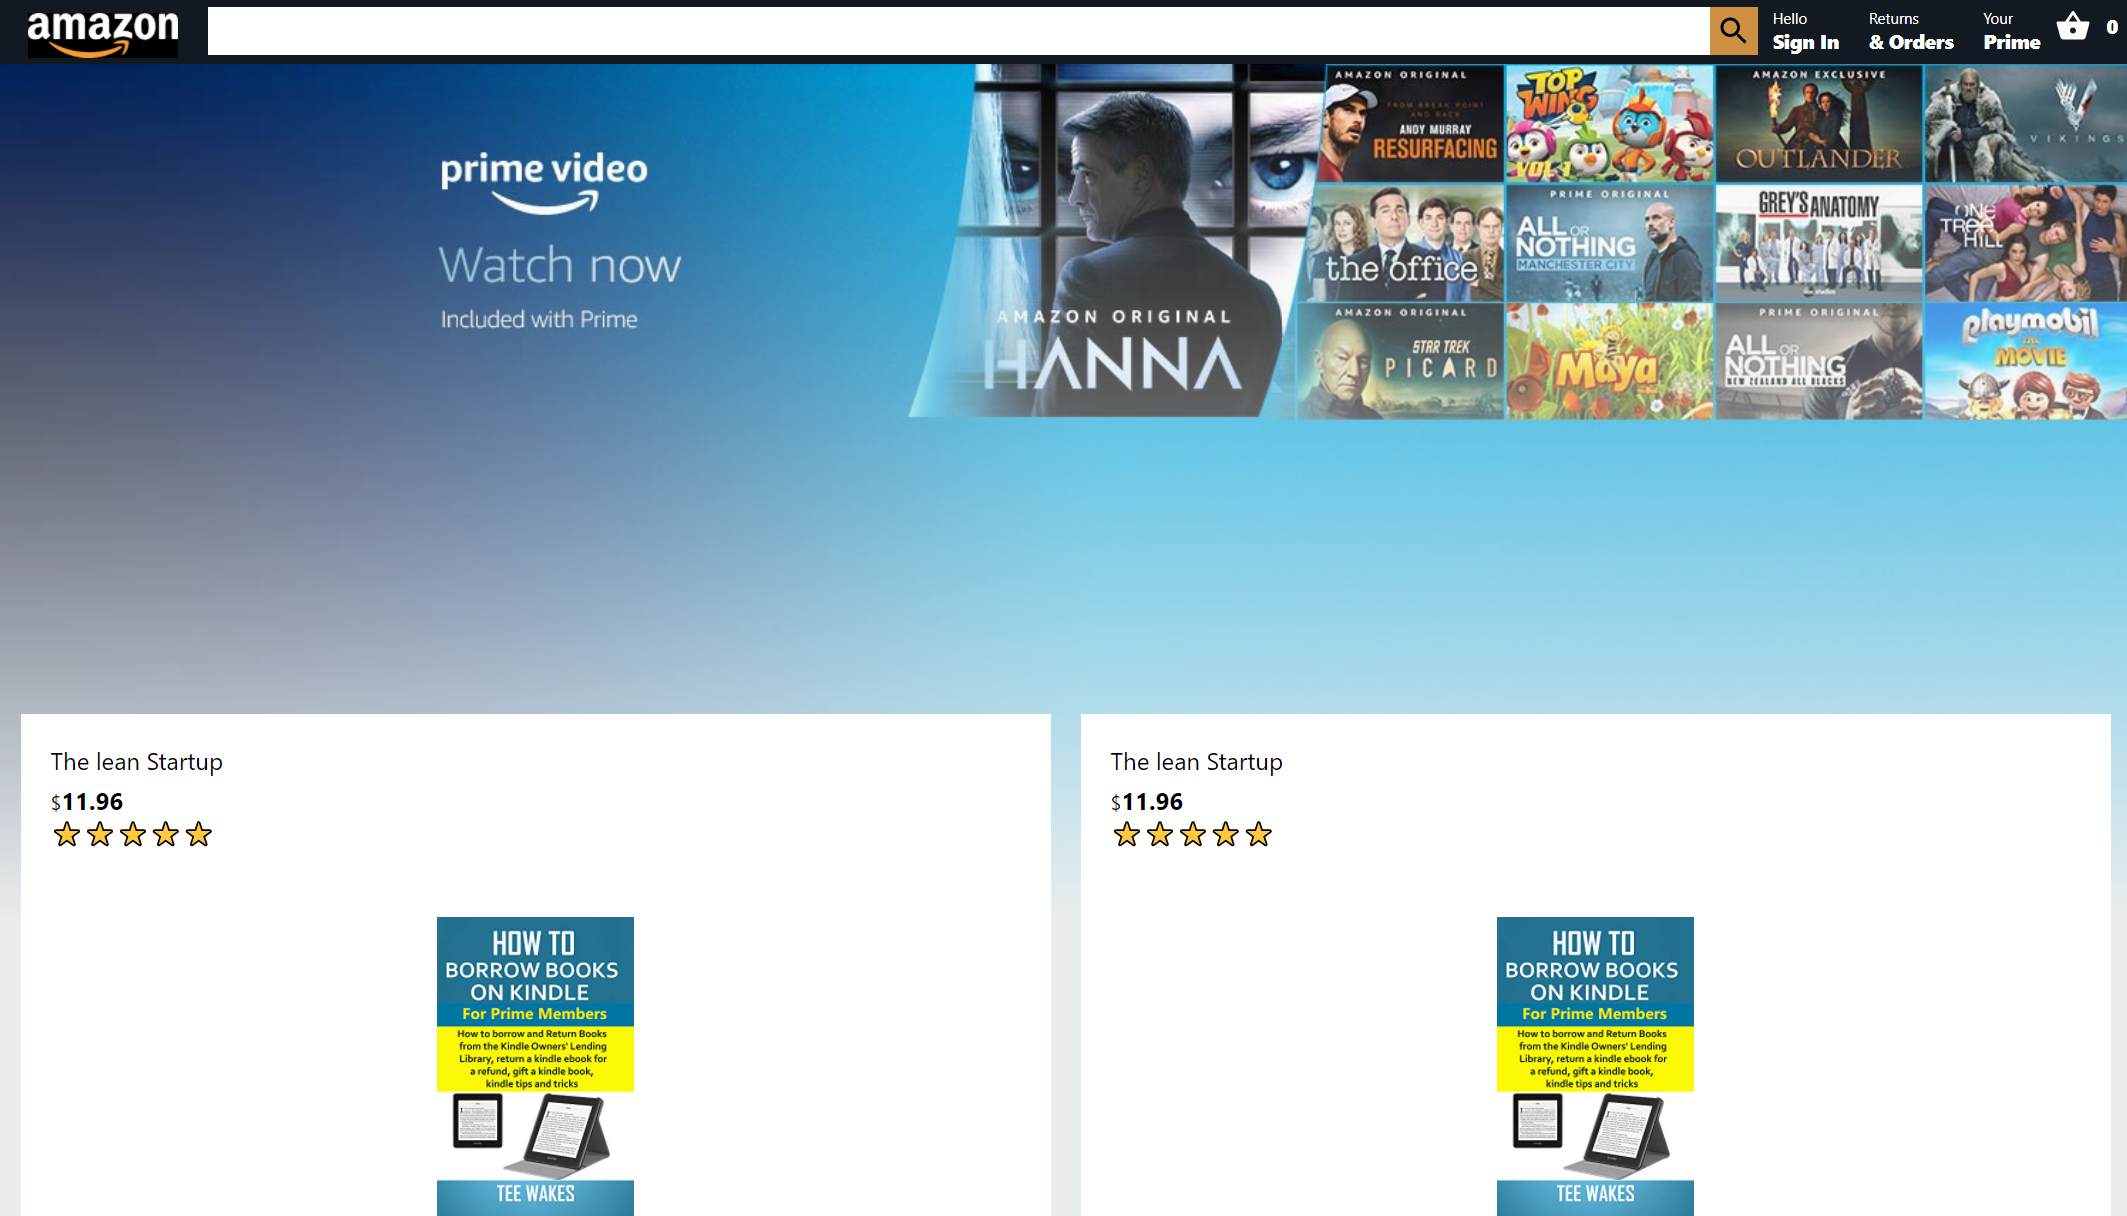 amazon
Hello
Sign In
Returns
& Orders
Your
Prime
0
prime video
Watch now
Included with Prime
AMAZON ORIGINAL
HANNA
AMAZON ORIGINAL
FROM BREAK POINT
AND BACK
ANDY MURRAY
RESURFACING
TOP
WING
VOL 1
AMAZON EXCLUSIVE
OUTLANDER
VIKINGS
the office
PRIME ORIGINAL
ALL OR
NOTHING
MANCHESTER CITY
GREY'S ANATOMY
ONE
TREE
HILL
AMAZON ORIGINAL
STAR TREK
PICARD
Maya
PRIME ORIGINAL
ALL OR
NOTHING
NEW ZEALAND ALL BLACKS
playmobil
THE
MOVIE
The lean Startup
$11.96
HOW TO
BORROW BOOKS
ON KINDLE
For Prime Members
How to borrow and Return Books
from the Kindle Owners' Lending
Library, return a kindle ebook for
a refund, gift a kindle book,
kindle tips and tricks
TEE WAKES
The lean Startup
$11.96
HOW TO
BORROW BOOKS
ON KINDLE
For Prime Members
How to borrow and Return Books
from the Kindle Owners' Lending
Library, return a kindle ebook for
a refund, gift a kindle book,
kindle tips and tricks
TEE WAKES